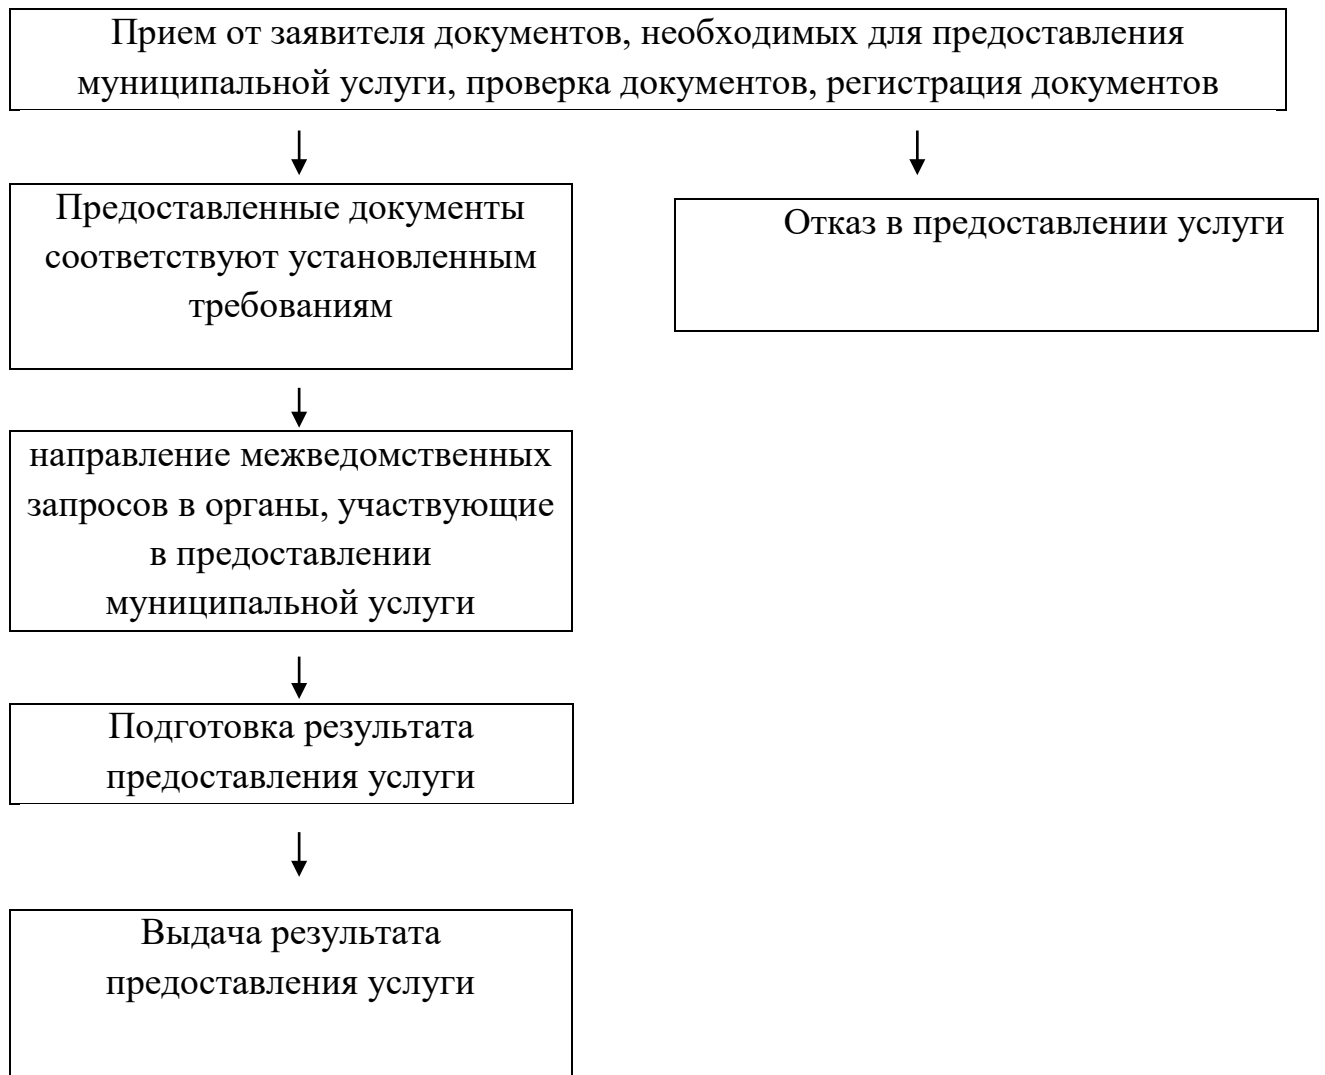 Прием от заявителя документов, необходимых для предоставления
муниципальной услуги, проверка документов, регистрация документов
Предоставленные документы
соответствуют установленным
требованиям
Отказ в предоставлении услуги
направление межведомственных
запросов в органы, участвующие
в предоставлении
муниципальной услуги
Подготовка результата
предоставления услуги
Выдача результата
предоставления услуги